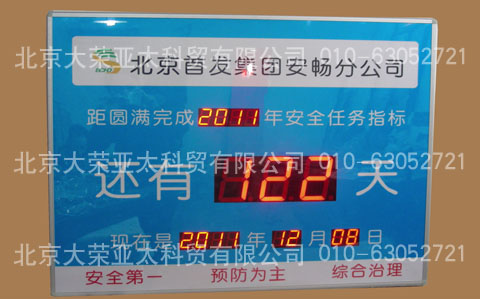 北京大荣亚太科贸有限公司 010-63052721
北京首发集团安畅分公司
距圆满完成2011年安全任务指标
北京大荣亚太科贸有限公司 010-63052721
还有 122 天
现在是 2011 年 12 月 08 日
北京大荣亚太科贸有限公司 010-63052721
安全第一 预防为主 综合治理